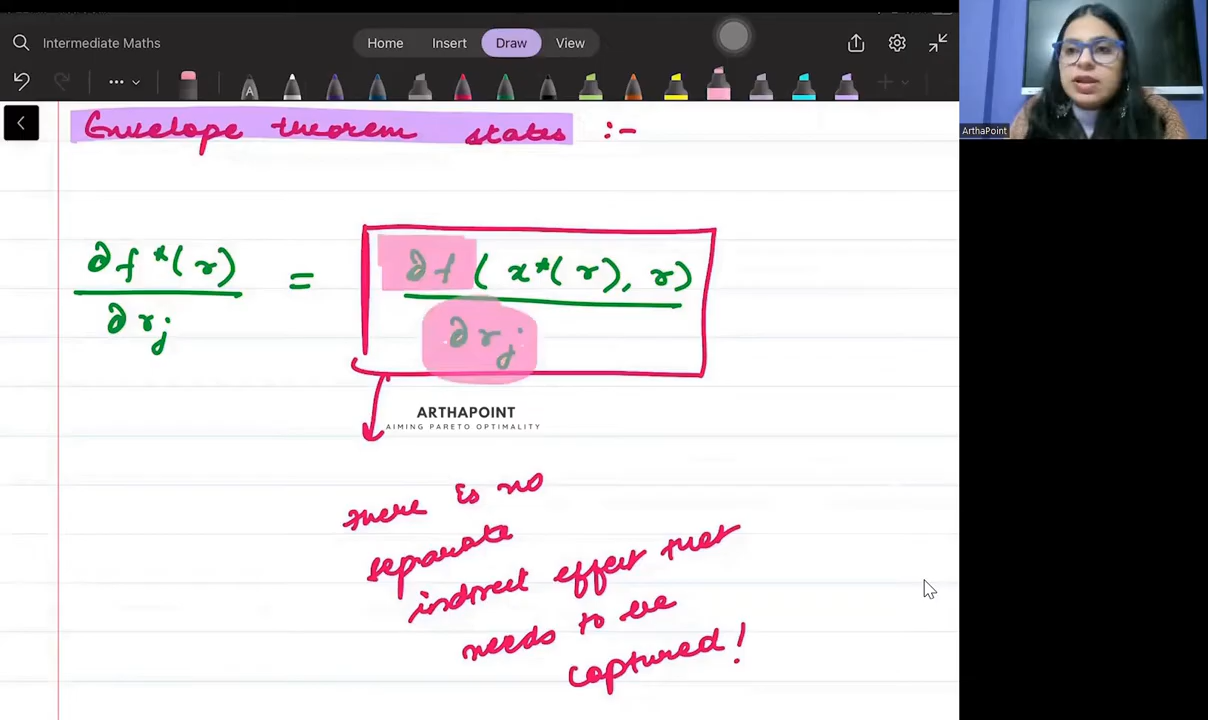 Intermediate Maths
Home Insert Draw View
A
ArthaPoint
Envelope theorem states :-
∂f*(r) = ∂f(x*(r), r)
∂rj ∂rj
ARTHAPOINT
AIMING PARETO OPTIMALITY
there is no
separate
indirect effect that
needs to be
captured!